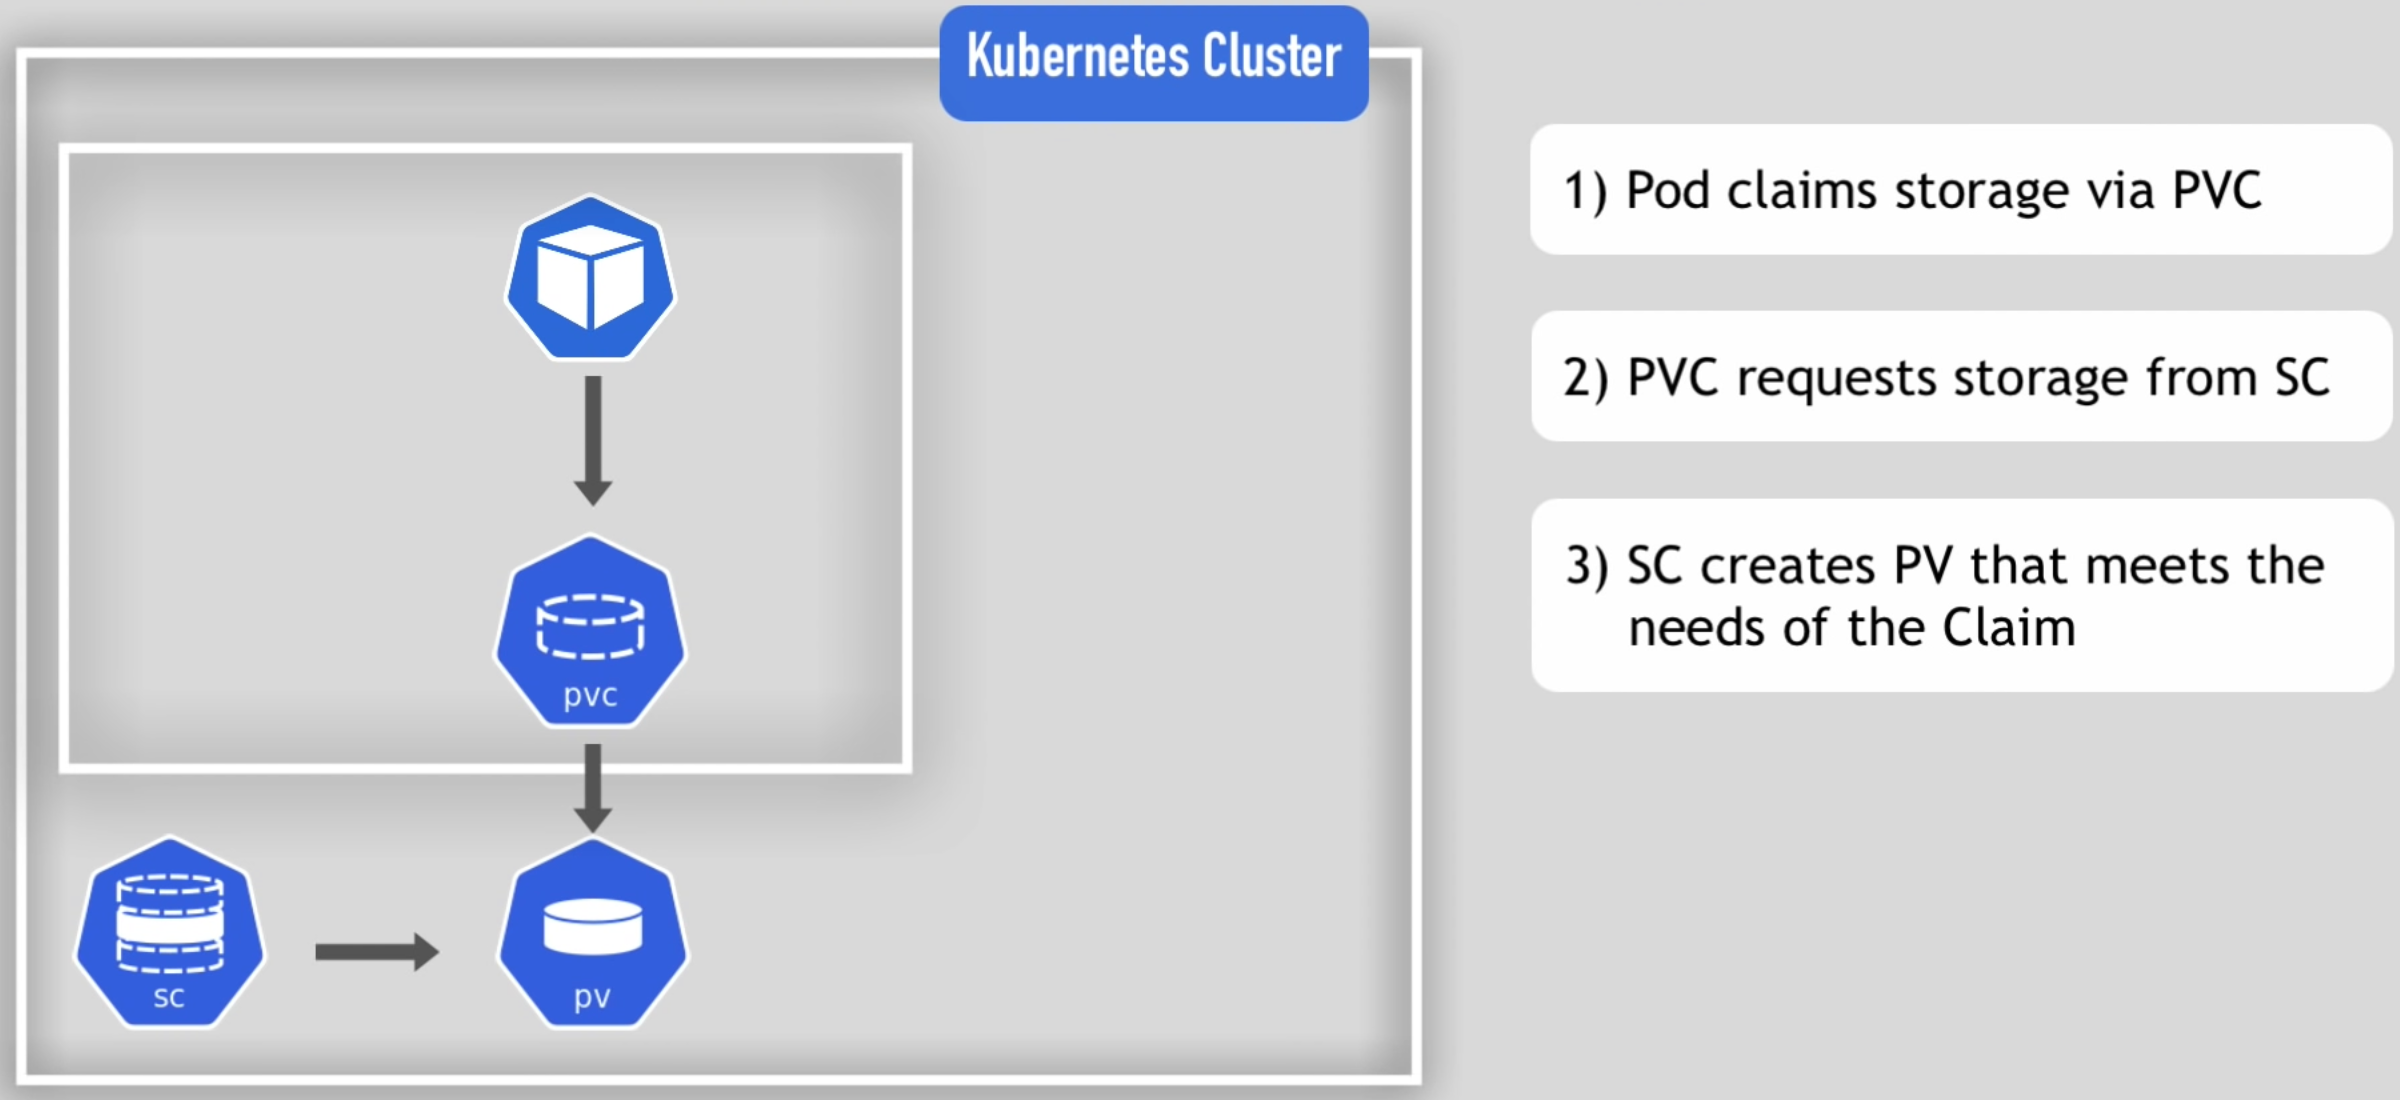 Kubernetes Cluster
1) Pod claims storage via PVC
2) PVC requests storage from SC
3) SC creates PV that meets the
needs of the Claim
pvc
sc
pv